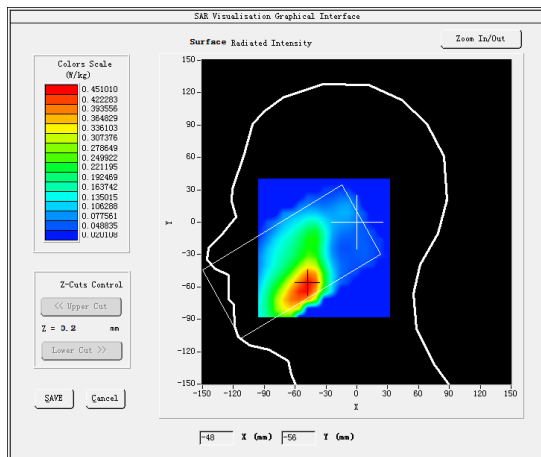 SAR Visualisation Graphical Interface
Surface Radiated Intensity
Zoom In/Out
Colors Scale
(W/kg)
0.451010
0.422283
0.393556
0.364829
0.336103
0.307376
0.278649
0.249922
0.221195
0.192469
0.163742
0.135015
0.106288
0.077561
0.048835
0.020108
Z-Cuts Control
<< Upper Cut
Z = 0.2 mm
Lower Cut >>
SAVE
Cancel
150
120
90
60
30
0
-30
-60
-90
-120
-150
Y
-150 -120 -90 -60 -30 0 30 60 90 120 150
X
-48 X (mm) -56 Y (mm)